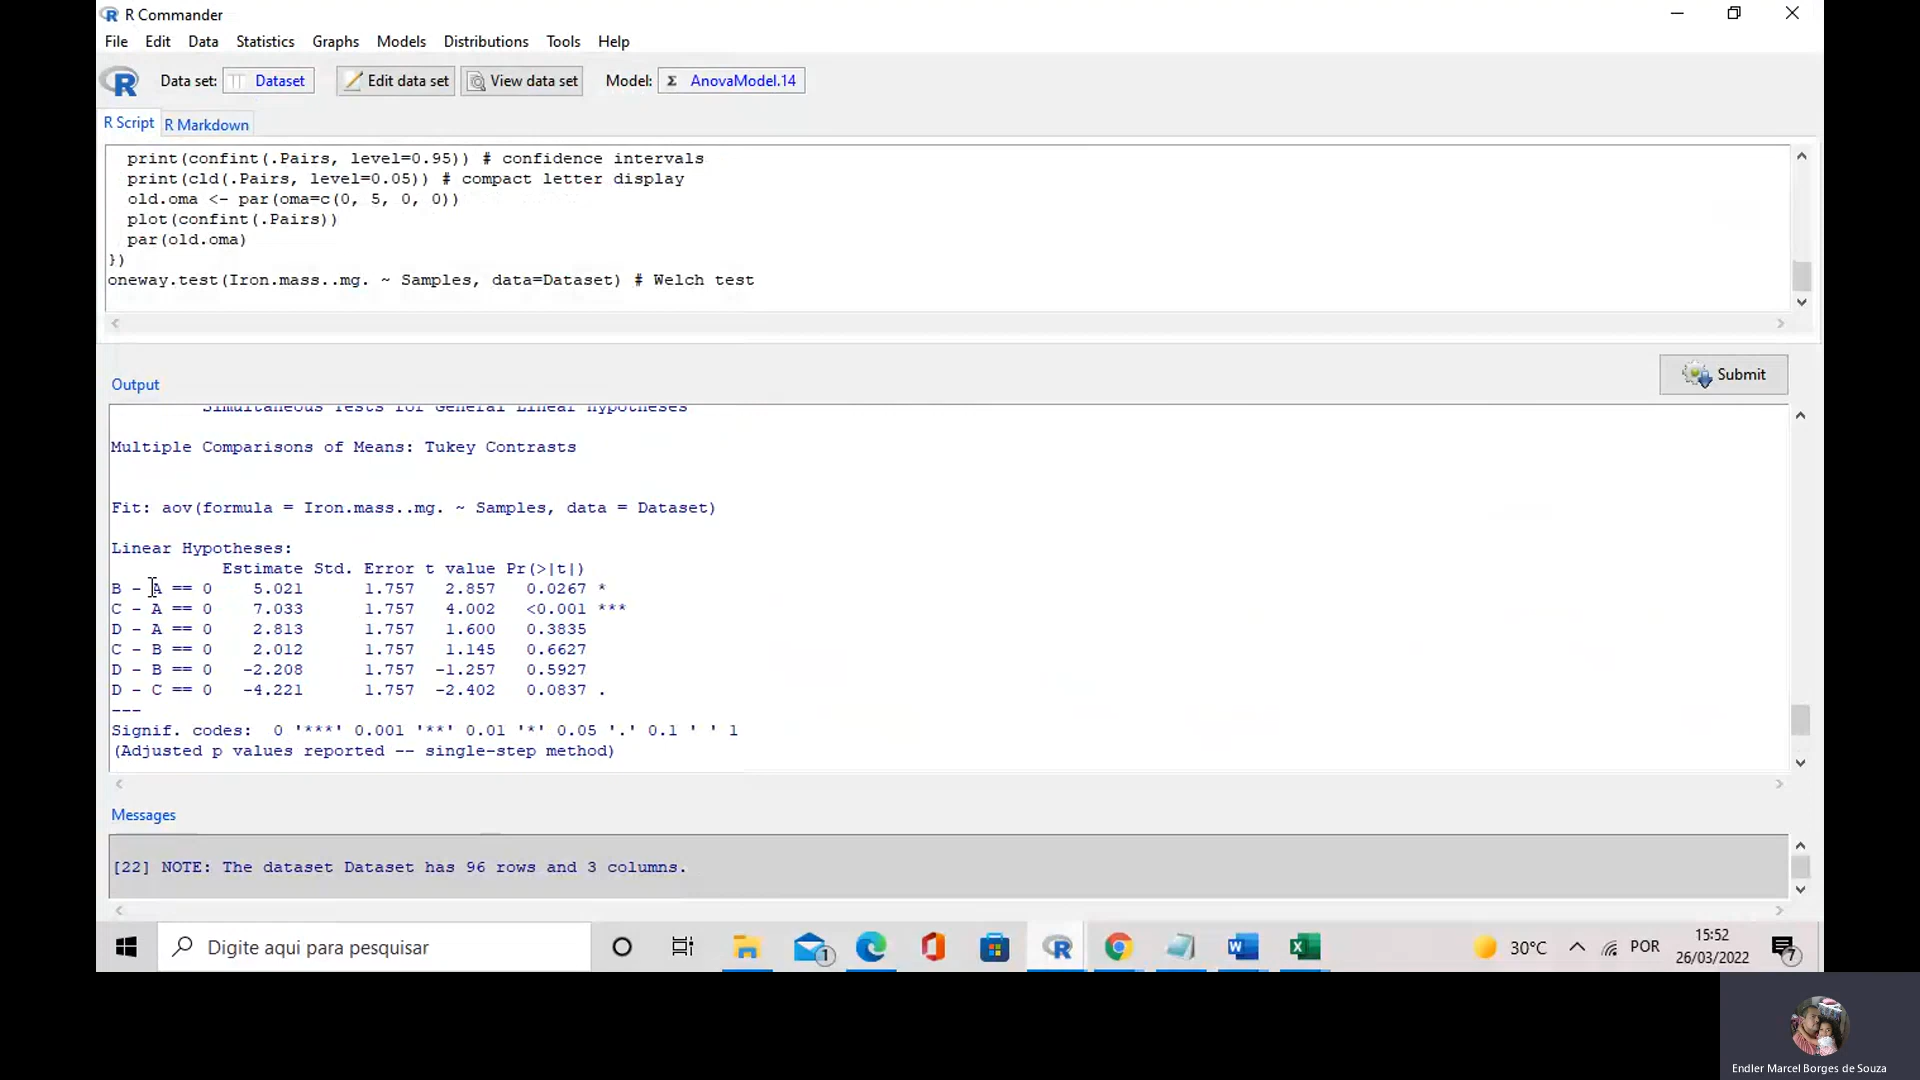 R Commander
File Edit Data Statistics Graphs Models Distributions Tools Help
Data set: Dataset Edit data set View data set Model: Σ AnovaModel.14
R Script R Markdown
print(confint(.Pairs, level=0.95)) # confidence intervals
print(cld(.Pairs, level=0.05)) # compact letter display
old.oma <- par(oma=c(0, 5, 0, 0))
plot(confint(.Pairs))
par(old.oma)
})
oneway.test(Iron.mass..mg. ~ Samples, data=Dataset) # Welch test
Submit
Output
Simultaneous Tests for General Linear Hypotheses
Multiple Comparisons of Means: Tukey Contrasts
Fit: aov(formula = Iron.mass..mg. ~ Samples, data = Dataset)
Linear Hypotheses:
Estimate Std. Error t value Pr(>|t|)
B - A == 0 5.021 1.757 2.857 0.0267 *
C - A == 0 7.033 1.757 4.002 <0.001 ***
D - A == 0 2.813 1.757 1.600 0.3835
C - B == 0 2.012 1.757 1.145 0.6627
D - B == 0 -2.208 1.757 -1.257 0.5927
D - C == 0 -4.221 1.757 -2.402 0.0837 .
---
Signif. codes: 0 '***' 0.001 '**' 0.01 '*' 0.05 '.' 0.1 ' ' 1
(Adjusted p values reported -- single-step method)
Messages
[22] NOTE: The dataset Dataset has 96 rows and 3 columns.
Digite aqui para pesquisar 1 30°C POR 15:52
26/03/2022 7
Endler Marcel Borges de Souza